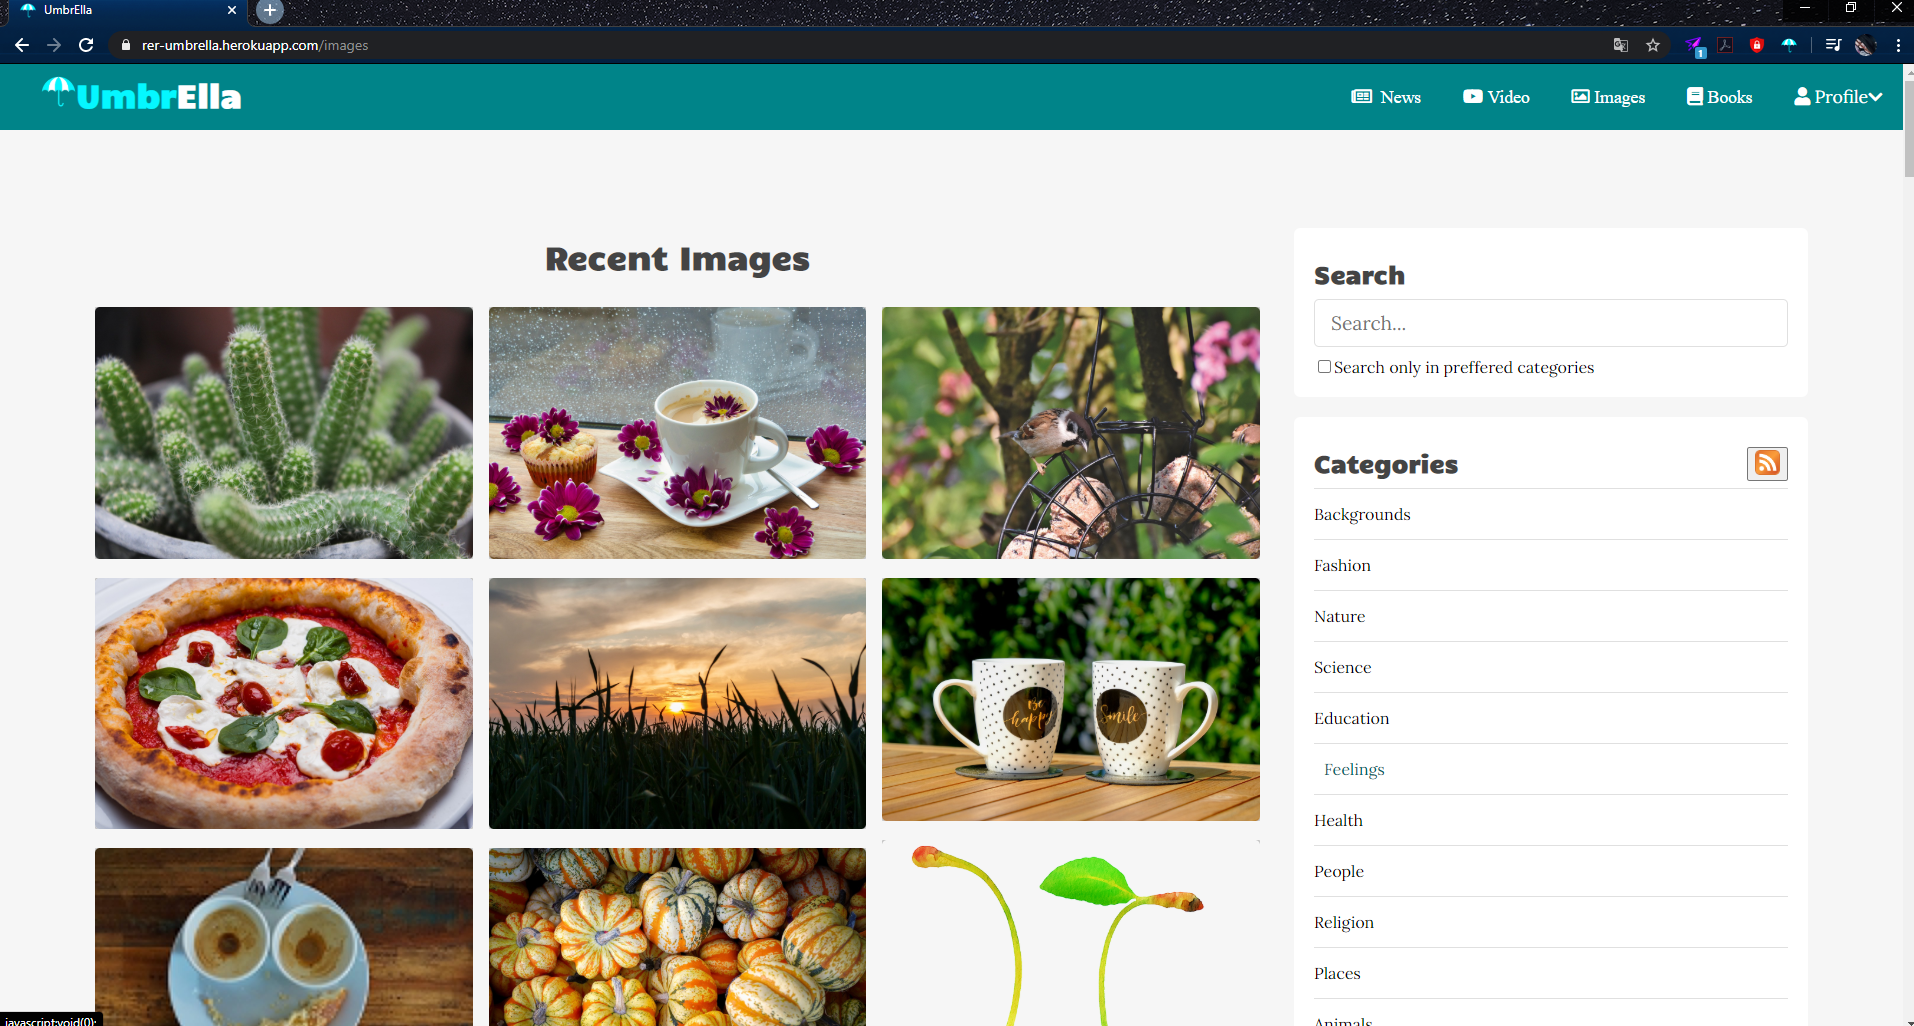 UmbrElla
rer-umbrella.herokuapp.com/images
1
UmbrElla
News
Video
Images
Books
Profile
Recent Images
Search
Search...
Search only in preffered categories
Categories
Backgrounds
Fashion
Nature
Science
Education
Feelings
Health
People
Religion
Places
Animals
Be
happy
Smile
javascript:void(0);